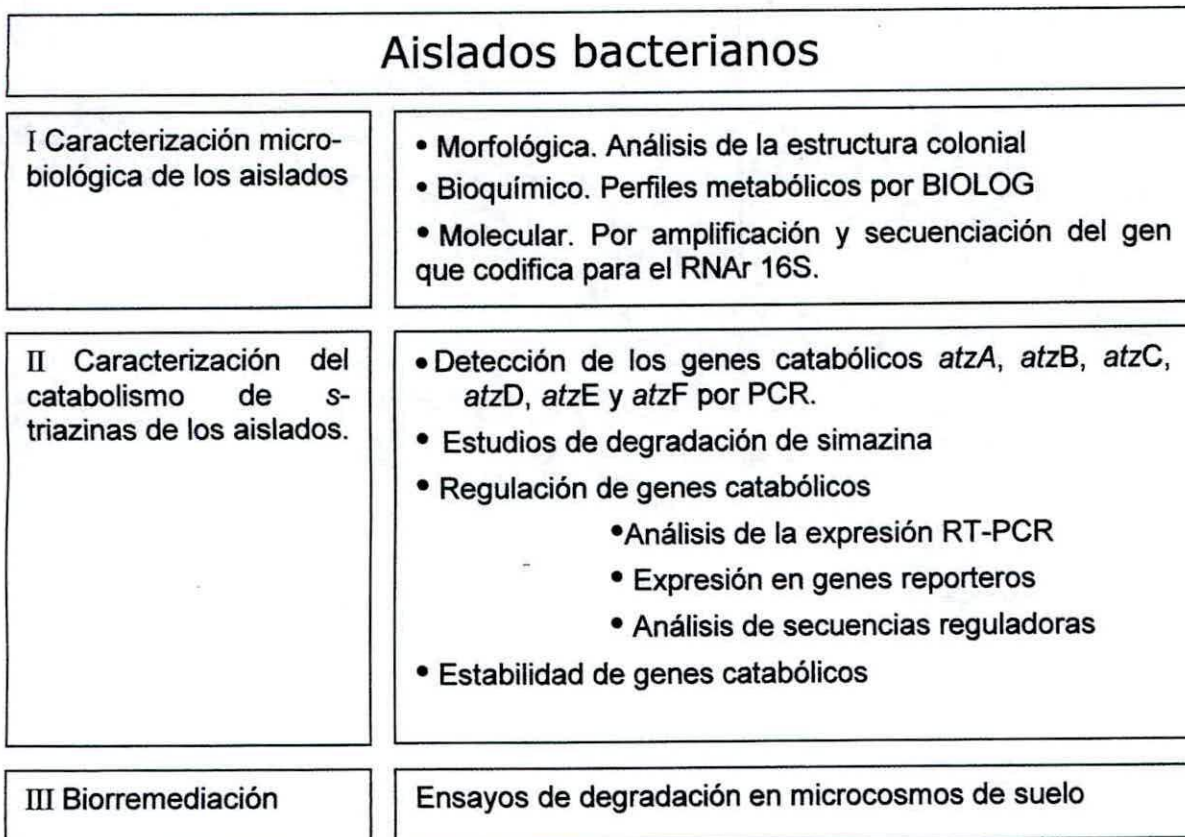 Aislados bacterianos
I Caracterización micro-
biológica de los aislados
• Morfológica. Análisis de la estructura colonial
• Bioquímico. Perfiles metabólicos por BIOLOG
• Molecular. Por amplificación y secuenciación del gen
que codifica para el RNAr 16S.
II Caracterización del
catabolismo de s-
triazinas de los aislados.
• Detección de los genes catabólicos atzA, atzB, atzC,
atzD, atzE y atzF por PCR.
• Estudios de degradación de simazina
• Regulación de genes catabólicos
•Análisis de la expresión RT-PCR
• Expresión en genes reporteros
• Análisis de secuencias reguladoras
• Estabilidad de genes catabólicos
III Biorremediación
Ensayos de degradación en microcosmos de suelo